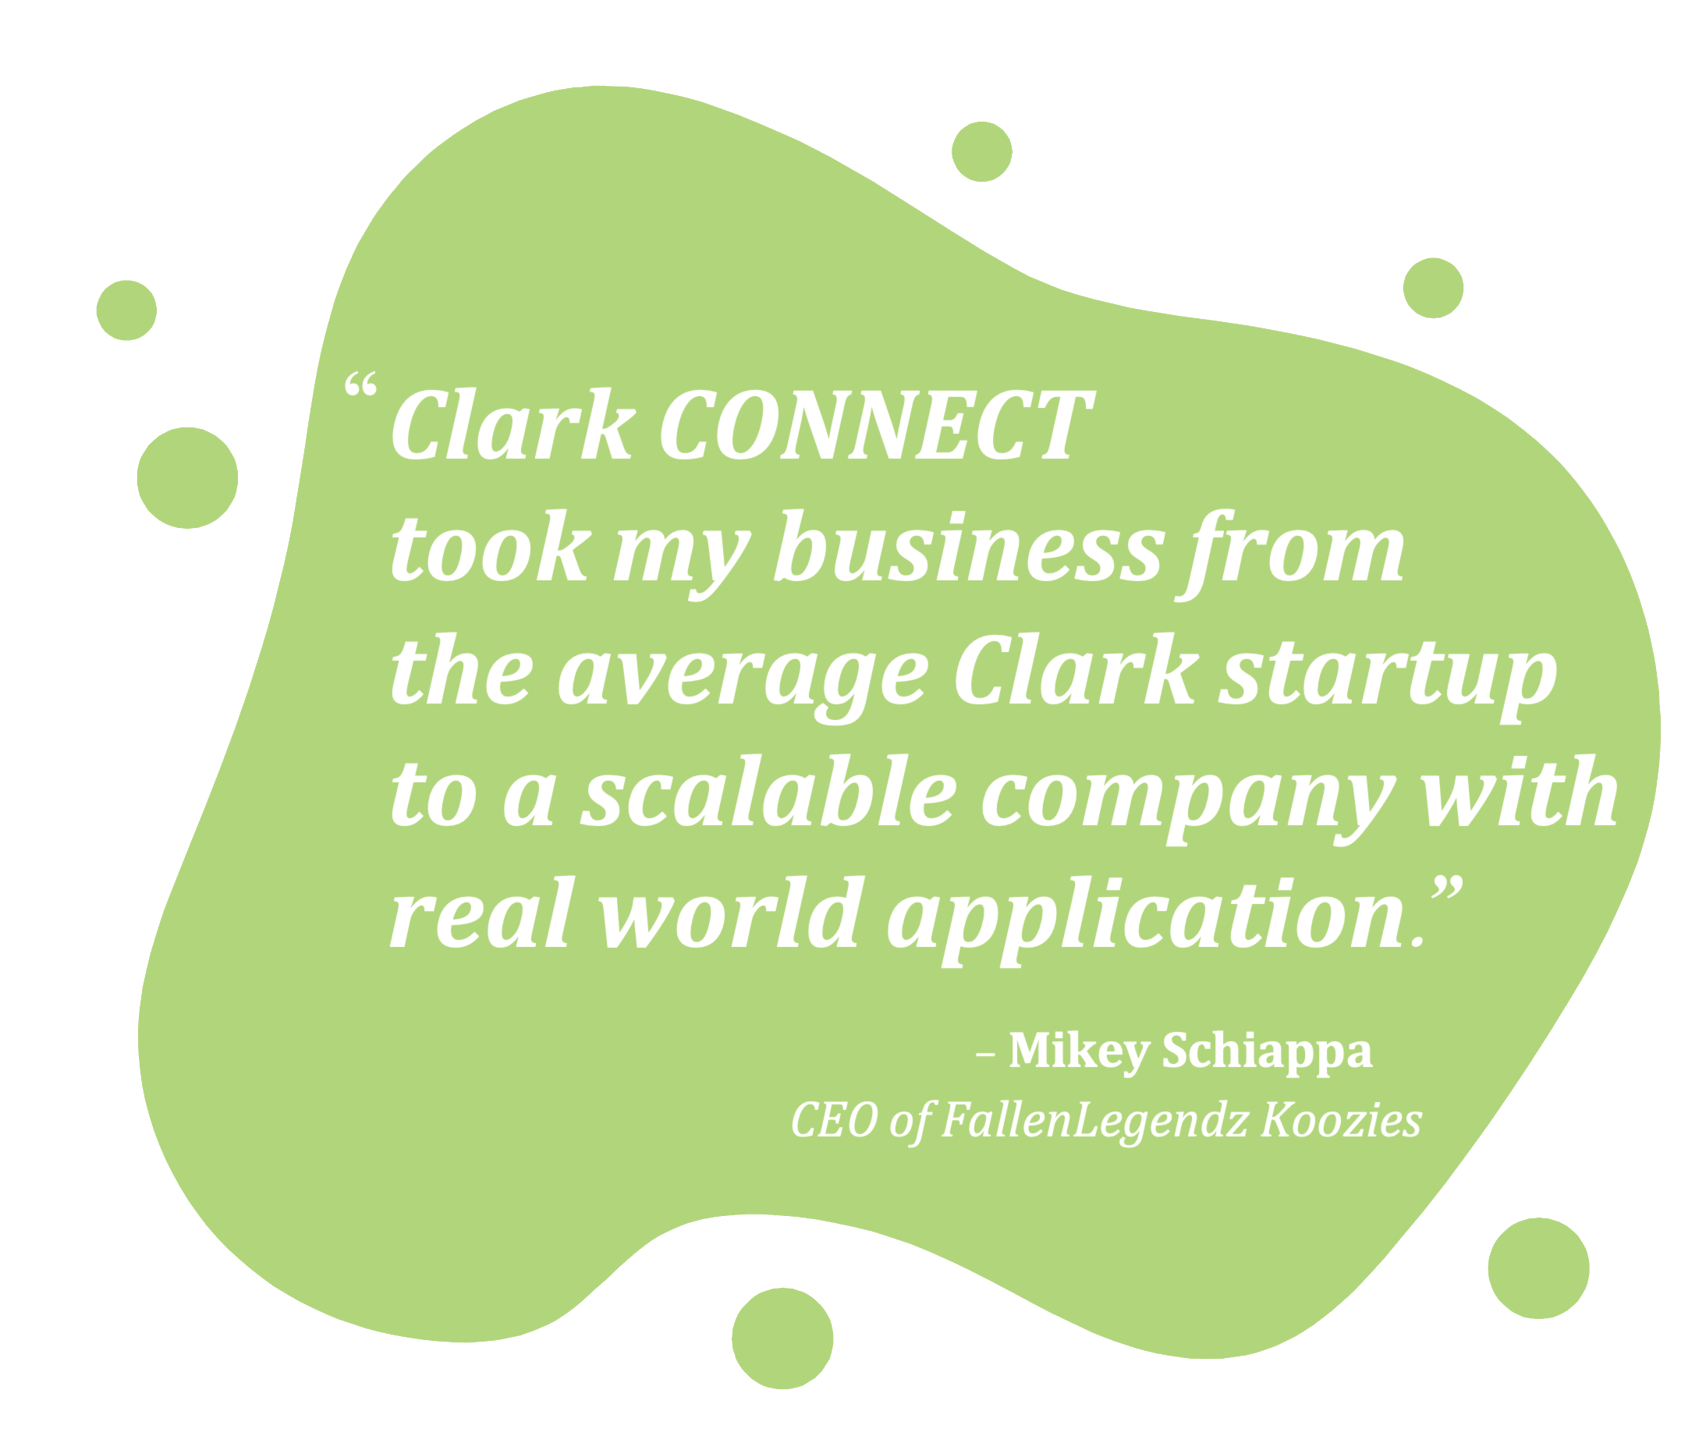 “Clark CONNECT
took my business from
the average Clark startup
to a scalable company with
real world application.”
– Mikey Schiappa
CEO of FallenLegendz Koozies